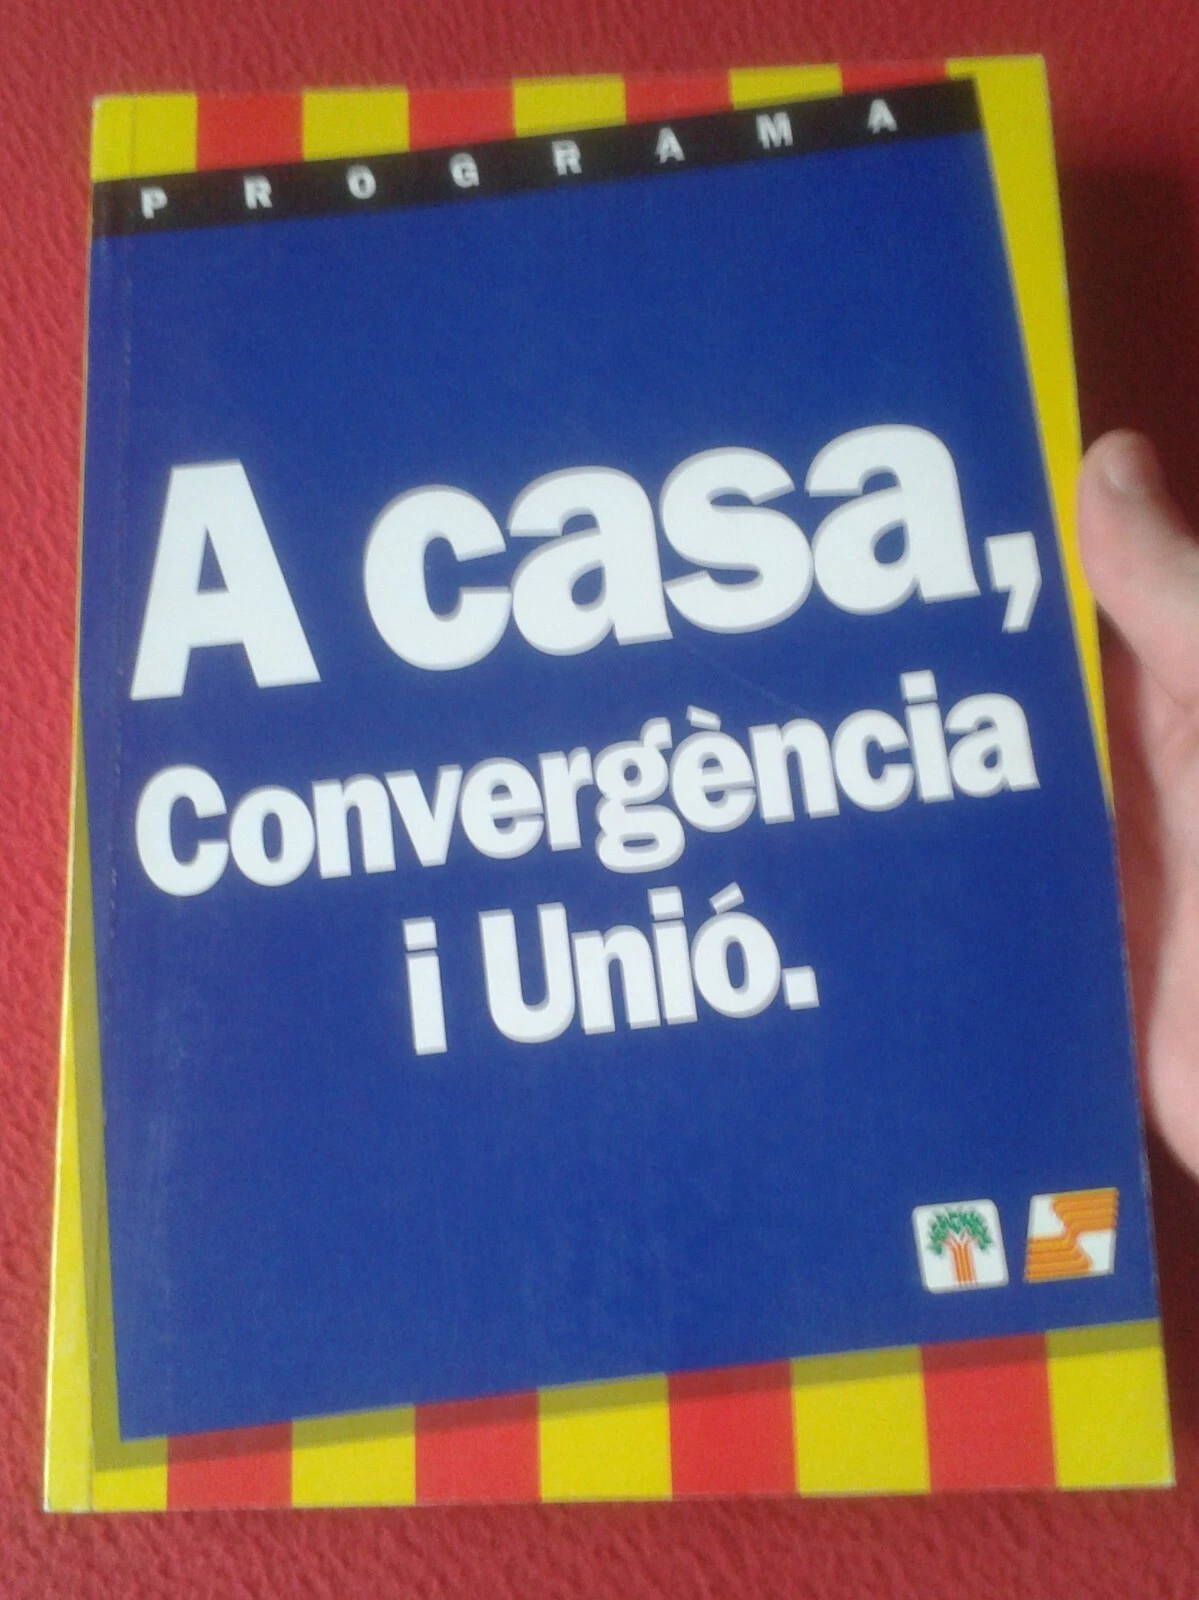 PROGRAMA
A casa,
Convergència
i Unió.